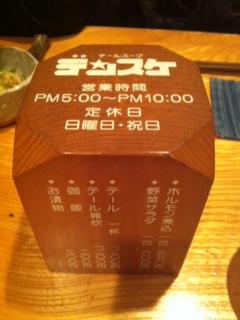 テールスープ
テンスケ
営業時間
PM5:00〜PM10:00
定休日
日曜日・祝日
ホルモン煮込
野菜サラダ
テール 一杯
テール雑炊
御飯
お漬物